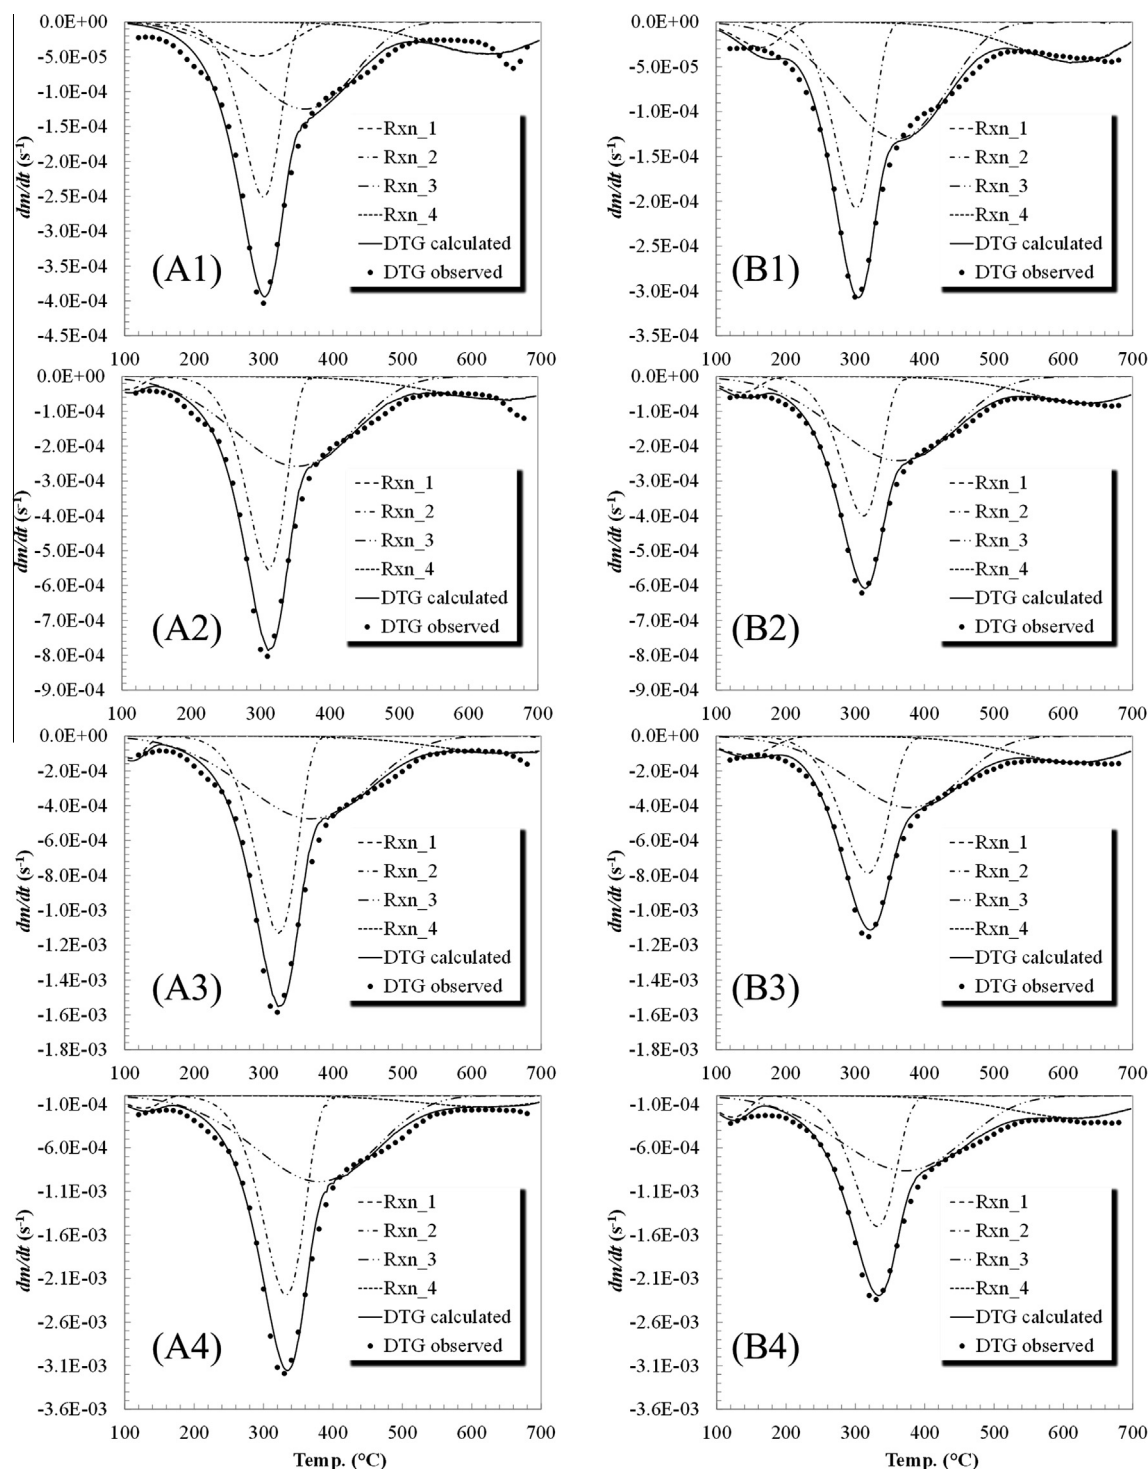 0.0E+00
-5.0E-05
-1.0E-04
-1.5E-04
-2.0E-04
-2.5E-04
-3.0E-04
-3.5E-04
-4.0E-04
-4.5E-04
dm/dt (s-1)
Rxn_1
Rxn_2
Rxn_3
Rxn_4
DTG calculated
DTG observed
(A1)
100 200 300 400 500 600 700
0.0E+00
-5.0E-05
-1.0E-04
-1.5E-04
-2.0E-04
-2.5E-04
-3.0E-04
-3.5E-04
dm/dt (s-1)
Rxn_1
Rxn_2
Rxn_3
Rxn_4
DTG calculated
DTG observed
(B1)
100 200 300 400 500 600 700
0.0E+00
-1.0E-04
-2.0E-04
-3.0E-04
-4.0E-04
-5.0E-04
-6.0E-04
-7.0E-04
-8.0E-04
-9.0E-04
dm/dt (s-1)
Rxn_1
Rxn_2
Rxn_3
Rxn_4
DTG calculated
DTG observed
(A2)
100 200 300 400 500 600 700
0.0E+00
-1.0E-04
-2.0E-04
-3.0E-04
-4.0E-04
-5.0E-04
-6.0E-04
-7.0E-04
-8.0E-04
-9.0E-04
dm/dt (s-1)
Rxn_1
Rxn_2
Rxn_3
Rxn_4
DTG calculated
DTG observed
(B2)
100 200 300 400 500 600 700
0.0E+00
-2.0E-04
-4.0E-04
-6.0E-04
-8.0E-04
-1.0E-03
-1.2E-03
-1.4E-03
-1.6E-03
-1.8E-03
dm/dt (s-1)
Rxn_1
Rxn_2
Rxn_3
Rxn_4
DTG calculated
DTG observed
(A3)
100 200 300 400 500 600 700
0.0E+00
-2.0E-04
-4.0E-04
-6.0E-04
-8.0E-04
-1.0E-03
-1.2E-03
-1.4E-03
-1.6E-03
-1.8E-03
dm/dt (s-1)
Rxn_1
Rxn_2
Rxn_3
Rxn_4
DTG calculated
DTG observed
(B3)
100 200 300 400 500 600 700
-1.0E-04
-6.0E-04
-1.1E-03
-1.6E-03
-2.1E-03
-2.6E-03
-3.1E-03
-3.6E-03
dm/dt (s-1)
Rxn_1
Rxn_2
Rxn_3
Rxn_4
DTG calculated
DTG observed
(A4)
100 200 300 400 500 600 700
Temp. (°C)
-1.0E-04
-6.0E-04
-1.1E-03
-1.6E-03
-2.1E-03
-2.6E-03
-3.1E-03
-3.6E-03
dm/dt (s-1)
Rxn_1
Rxn_2
Rxn_3
Rxn_4
DTG calculated
DTG observed
(B4)
100 200 300 400 500 600 700
Temp. (°C)